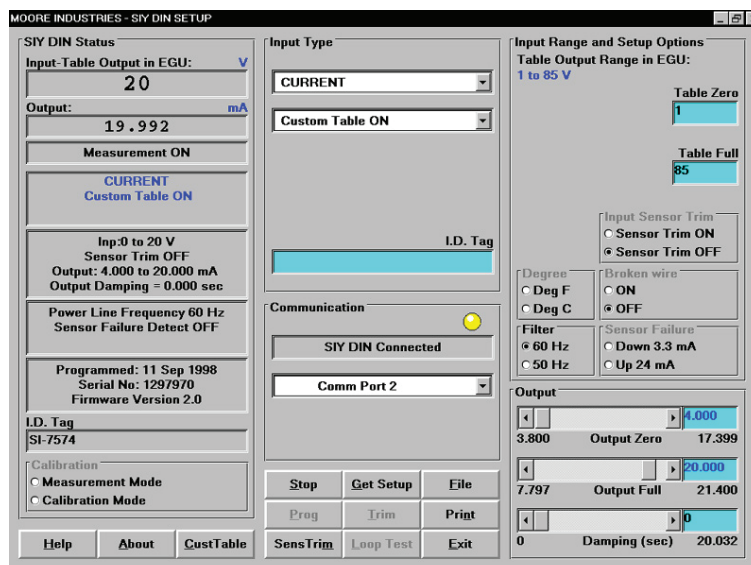 MOORE INDUSTRIES - SIY DIN SETUP
SIY DIN Status
Input-Table Output in EGU: V
20
Output: mA
19.992
Measurement ON
CURRENT
Custom Table ON
Inp:0 to 20 V
Sensor Trim OFF
Output: 4.000 to 20.000 mA
Output Damping = 0.000 sec
Power Line Frequency 60 Hz
Sensor Failure Detect OFF
Programmed: 11 Sep 1998
Serial No: 1297970
Firmware Version 2.0
I.D. Tag
SI-7574
Calibration
Measurement Mode
Calibration Mode
Help About CustTable
Input Type
CURRENT
Custom Table ON
I.D. Tag
Communication
SIY DIN Connected
Comm Port 2
Stop Get Setup File
Prog Trim Print
SensTrim Loop Test Exit
Input Range and Setup Options
Table Output Range in EGU:
1 to 85 V
Table Zero
1
Table Full
85
Input Sensor Trim
Sensor Trim ON
Sensor Trim OFF
Degree
Deg F
Deg C
Broken wire
ON
OFF
Filter
60 Hz
50 Hz
Sensor Failure
Down 3.3 mA
Up 24 mA
Output
4.000
3.800 Output Zero 17.399
20.000
7.797 Output Full 21.400
0
0 Damping (sec) 20.032